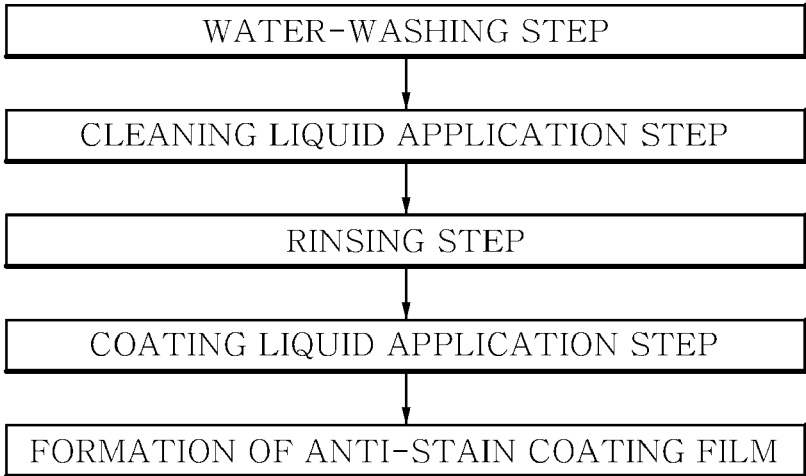 WATER-WASHING STEP
CLEANING LIQUID APPLICATION STEP
RINSING STEP
COATING LIQUID APPLICATION STEP
FORMATION OF ANTI-STAIN COATING FILM